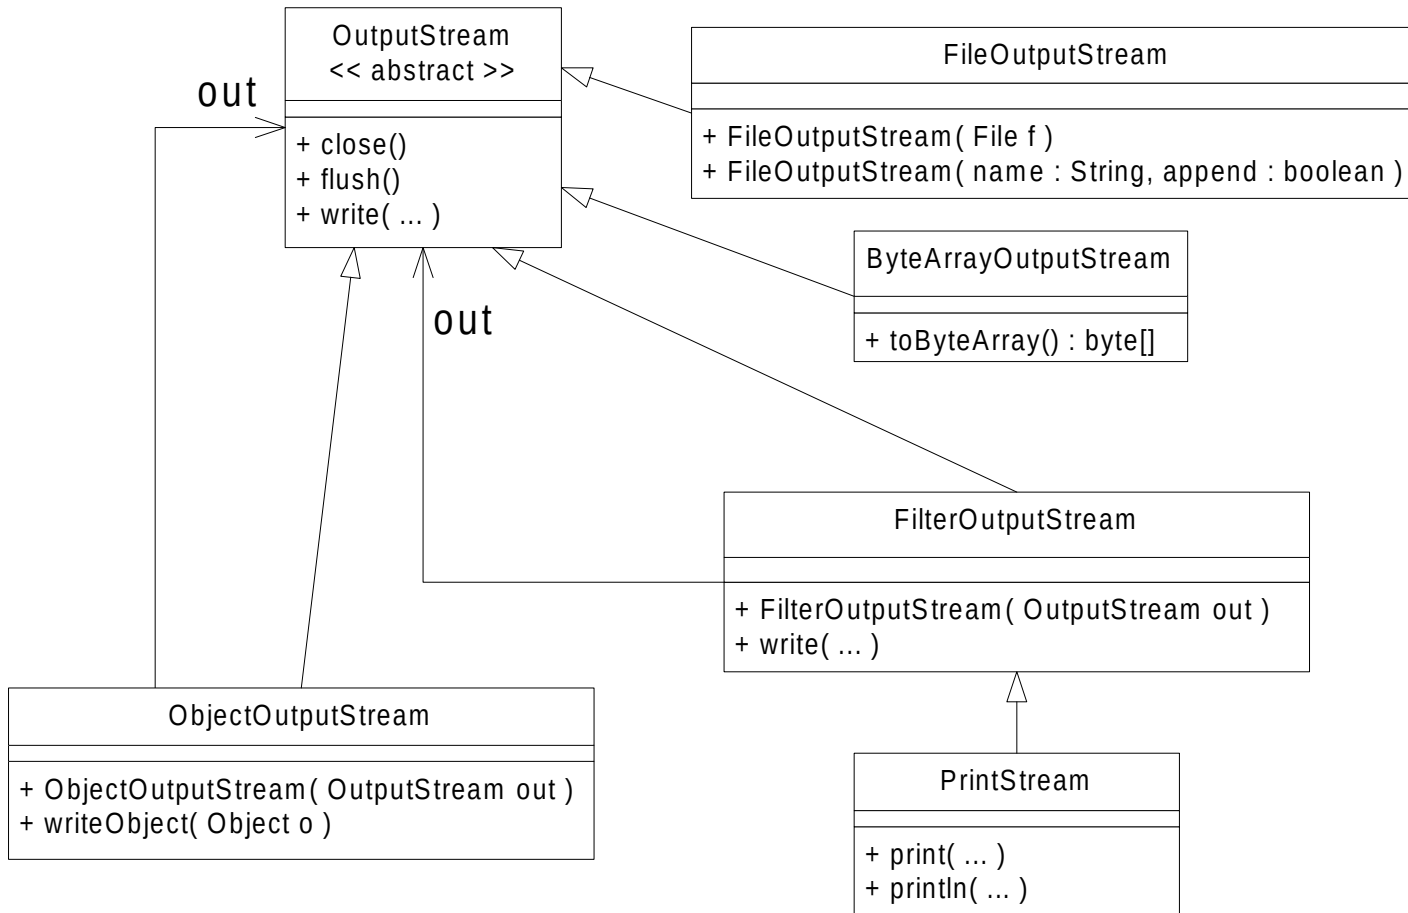 OutputStream
<< abstract >>
+ close()
+ flush()
+ write( ... )
out
FileOutputStream
+ FileOutputStream( File f )
+ FileOutputStream( name : String, append : boolean )
ByteArrayOutputStream
+ toByteArray() : byte[]
out
FilterOutputStream
+ FilterOutputStream( OutputStream out )
+ write( ... )
ObjectOutputStream
+ ObjectOutputStream( OutputStream out )
+ writeObject( Object o )
PrintStream
+ print( ... )
+ println( ... )